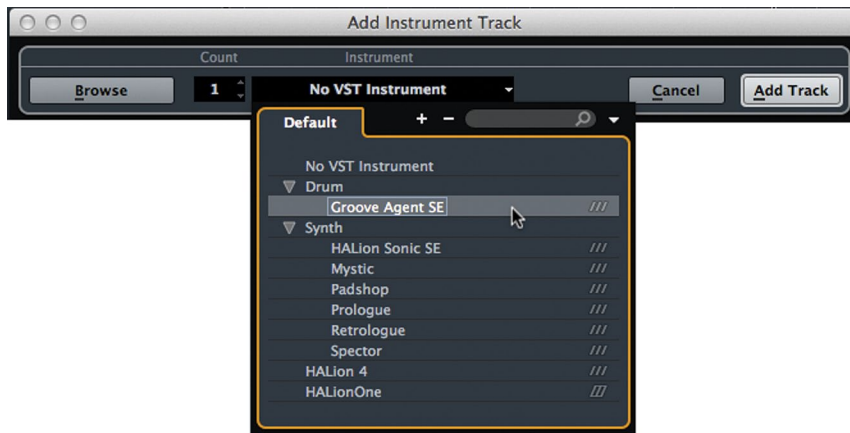 Add Instrument Track
Count Instrument
Browse 1 No VST Instrument Cancel Add Track
Default + −
No VST Instrument
Drum
Groove Agent SE
Synth
HALion Sonic SE
Mystic
Padshop
Prologue
Retrologue
Spector
HALion 4
HALionOne